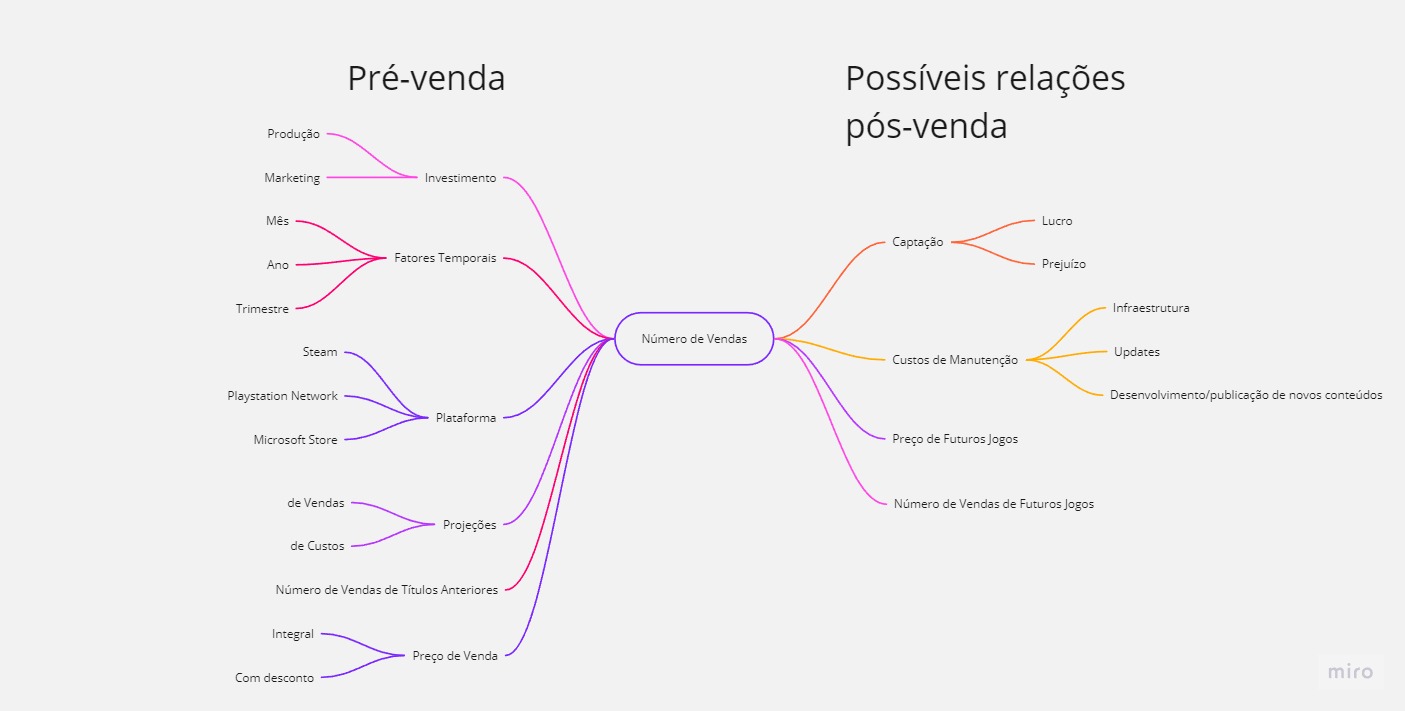 Pré-venda
Produção
Marketing
Investimento
Mês
Ano
Trimestre
Fatores Temporais
Steam
Playstation Network
Microsoft Store
Plataforma
de Vendas
de Custos
Projeções
Número de Vendas de Títulos Anteriores
Integral
Com desconto
Preço de Venda
Número de Vendas
Possíveis relações
pós-venda
Captação
Lucro
Prejuízo
Custos de Manutenção
Infraestrutura
Updates
Desenvolvimento/publicação de novos conteúdos
Preço de Futuros Jogos
Número de Vendas de Futuros Jogos
miro